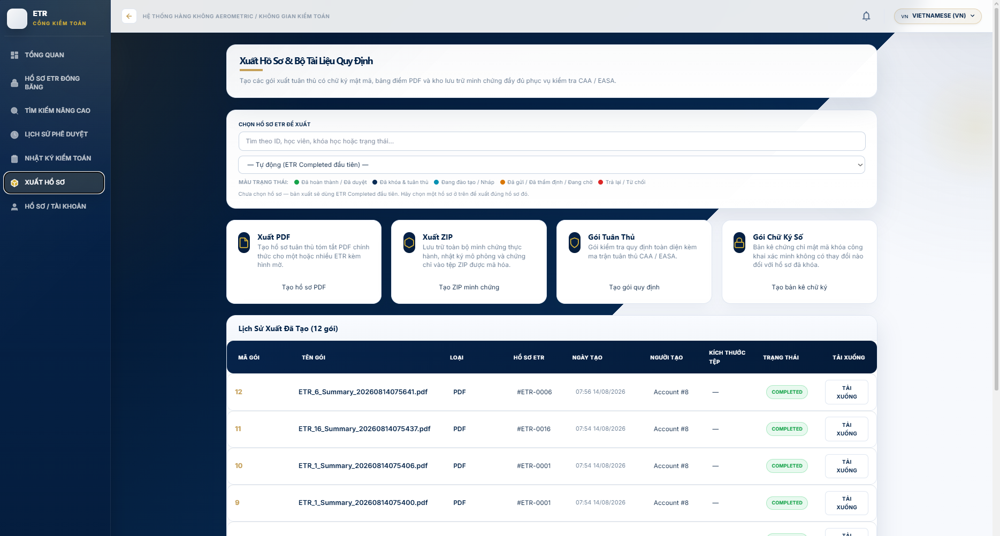 ETR
CỔNG KIỂM TOÁN
TỔNG QUAN
HỒ SƠ ETR ĐÓNG
BĂNG
TÌM KIẾM NÂNG CAO
LỊCH SỬ PHÊ DUYỆT
NHẬT KÝ KIỂM TOÁN
XUẤT HỒ SƠ
HỒ SƠ / TÀI KHOẢN
HỆ THỐNG HÀNG KHÔNG AEROMETRIC / KHÔNG GIAN KIỂM TOÁN
VN VIETNAMESE (VN)
Xuất Hồ Sơ & Bộ Tài Liệu Quy Định
Tạo các gói xuất tuân thủ có chữ ký mật mã, bảng điểm PDF và kho lưu trữ minh chứng đầy đủ phục vụ kiểm tra CAA / EASA.
CHỌN HỒ SƠ ETR ĐỂ XUẤT
Tìm theo ID, học viên, khóa học hoặc trạng thái...
— Tự động (ETR Completed đầu tiên) —
MÀU TRẠNG THÁI: Đã hoàn thành / Đã duyệt Đã khóa & tuân thủ Đang đào tạo / Nháp Đã gửi / Đã thẩm định / Đang chờ Trả lại / Từ chối
Chưa chọn hồ sơ — bản xuất sẽ dùng ETR Completed đầu tiên. Hãy chọn một hồ sơ ở trên để xuất đúng hồ sơ đó.
Xuất PDF
Tạo hồ sơ tuân thủ tóm tắt PDF chính
thức cho một hoặc nhiều ETR kèm
hình mờ.
Tạo hồ sơ PDF
Xuất ZIP
Lưu trữ toàn bộ minh chứng thực
hành, nhật ký mô phỏng và chứng
chỉ vào tệp ZIP được mã hóa.
Tạo ZIP minh chứng
Gói Tuân Thủ
Gói kiểm tra quy định toàn diện kèm
ma trận tuân thủ CAA / EASA.
Tạo gói quy định
Gói Chữ Ký Số
Bản kê chứng chỉ mật mã khóa công
khai xác minh không có thay đổi nào
đối với hồ sơ đã khóa.
Tạo bản kê chữ ký
Lịch Sử Xuất Đã Tạo (12 gói)
MÃ GÓI TÊN GÓI LOẠI HỒ SƠ ETR NGÀY TẠO NGƯỜI TẠO KÍCH THƯỚC TỆP TRẠNG THÁI TẢI XUỐNG
12 ETR_6_Summary_20260814075641.pdf PDF #ETR-0006 07:56 14/08/2026 Account #8 — COMPLETED TẢI XUỐNG
11 ETR_16_Summary_20260814075437.pdf PDF #ETR-0016 07:54 14/08/2026 Account #8 — COMPLETED TẢI XUỐNG
10 ETR_1_Summary_20260814075406.pdf PDF #ETR-0001 07:54 14/08/2026 Account #8 — COMPLETED TẢI XUỐNG
9 ETR_1_Summary_20260814075400.pdf PDF #ETR-0001 07:54 14/08/2026 Account #8 — COMPLETED TẢI XUỐNG